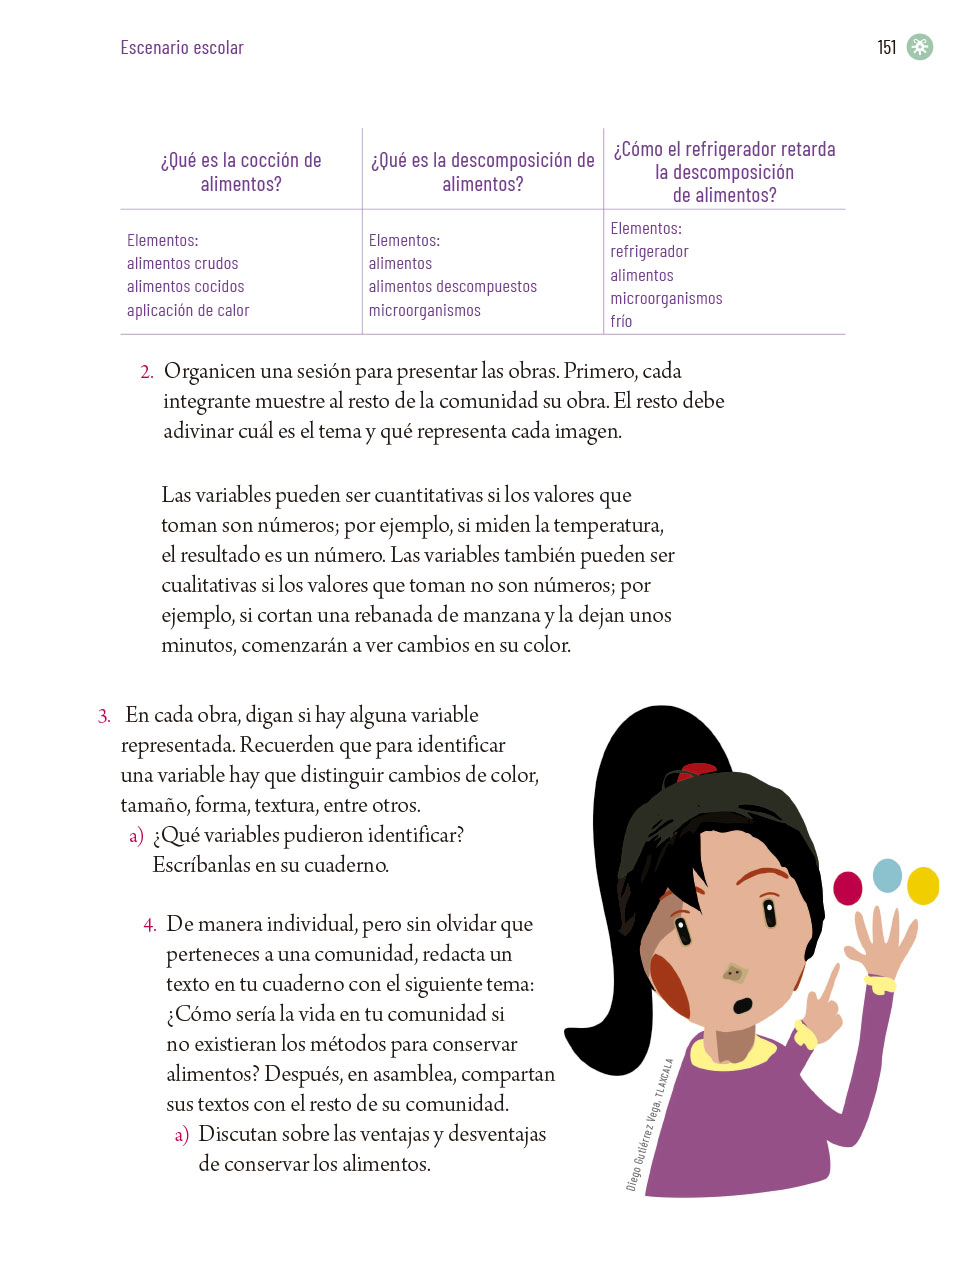 Escenario escolar
151
¿Qué es la cocción de
alimentos?
¿Qué es la descomposición de
alimentos?
¿Cómo el refrigerador retarda
la descomposición
de alimentos?
Elementos:
alimentos crudos
alimentos cocidos
aplicación de calor
Elementos:
alimentos
alimentos descompuestos
microorganismos
Elementos:
refrigerador
alimentos
microorganismos
frío
2. Organicen una sesión para presentar las obras. Primero, cada
integrante muestre al resto de la comunidad su obra. El resto debe
adivinar cuál es el tema y qué representa cada imagen.
Las variables pueden ser cuantitativas si los valores que
toman son números; por ejemplo, si miden la temperatura,
el resultado es un número. Las variables también pueden ser
cualitativas si los valores que toman no son números; por
ejemplo, si cortan una rebanada de manzana y la dejan unos
minutos, comenzarán a ver cambios en su color.
3. En cada obra, digan si hay alguna variable
representada. Recuerden que para identificar
una variable hay que distinguir cambios de color,
tamaño, forma, textura, entre otros.
a) ¿Qué variables pudieron identificar?
Escríbanlas en su cuaderno.
4. De manera individual, pero sin olvidar que
perteneces a una comunidad, redacta un
texto en tu cuaderno con el siguiente tema:
¿Cómo sería la vida en tu comunidad si
no existieran los métodos para conservar
alimentos? Después, en asamblea, compartan
sus textos con el resto de su comunidad.
a) Discutan sobre las ventajas y desventajas
de conservar los alimentos.
Diego Gutiérrez Vega, TLAXCALA